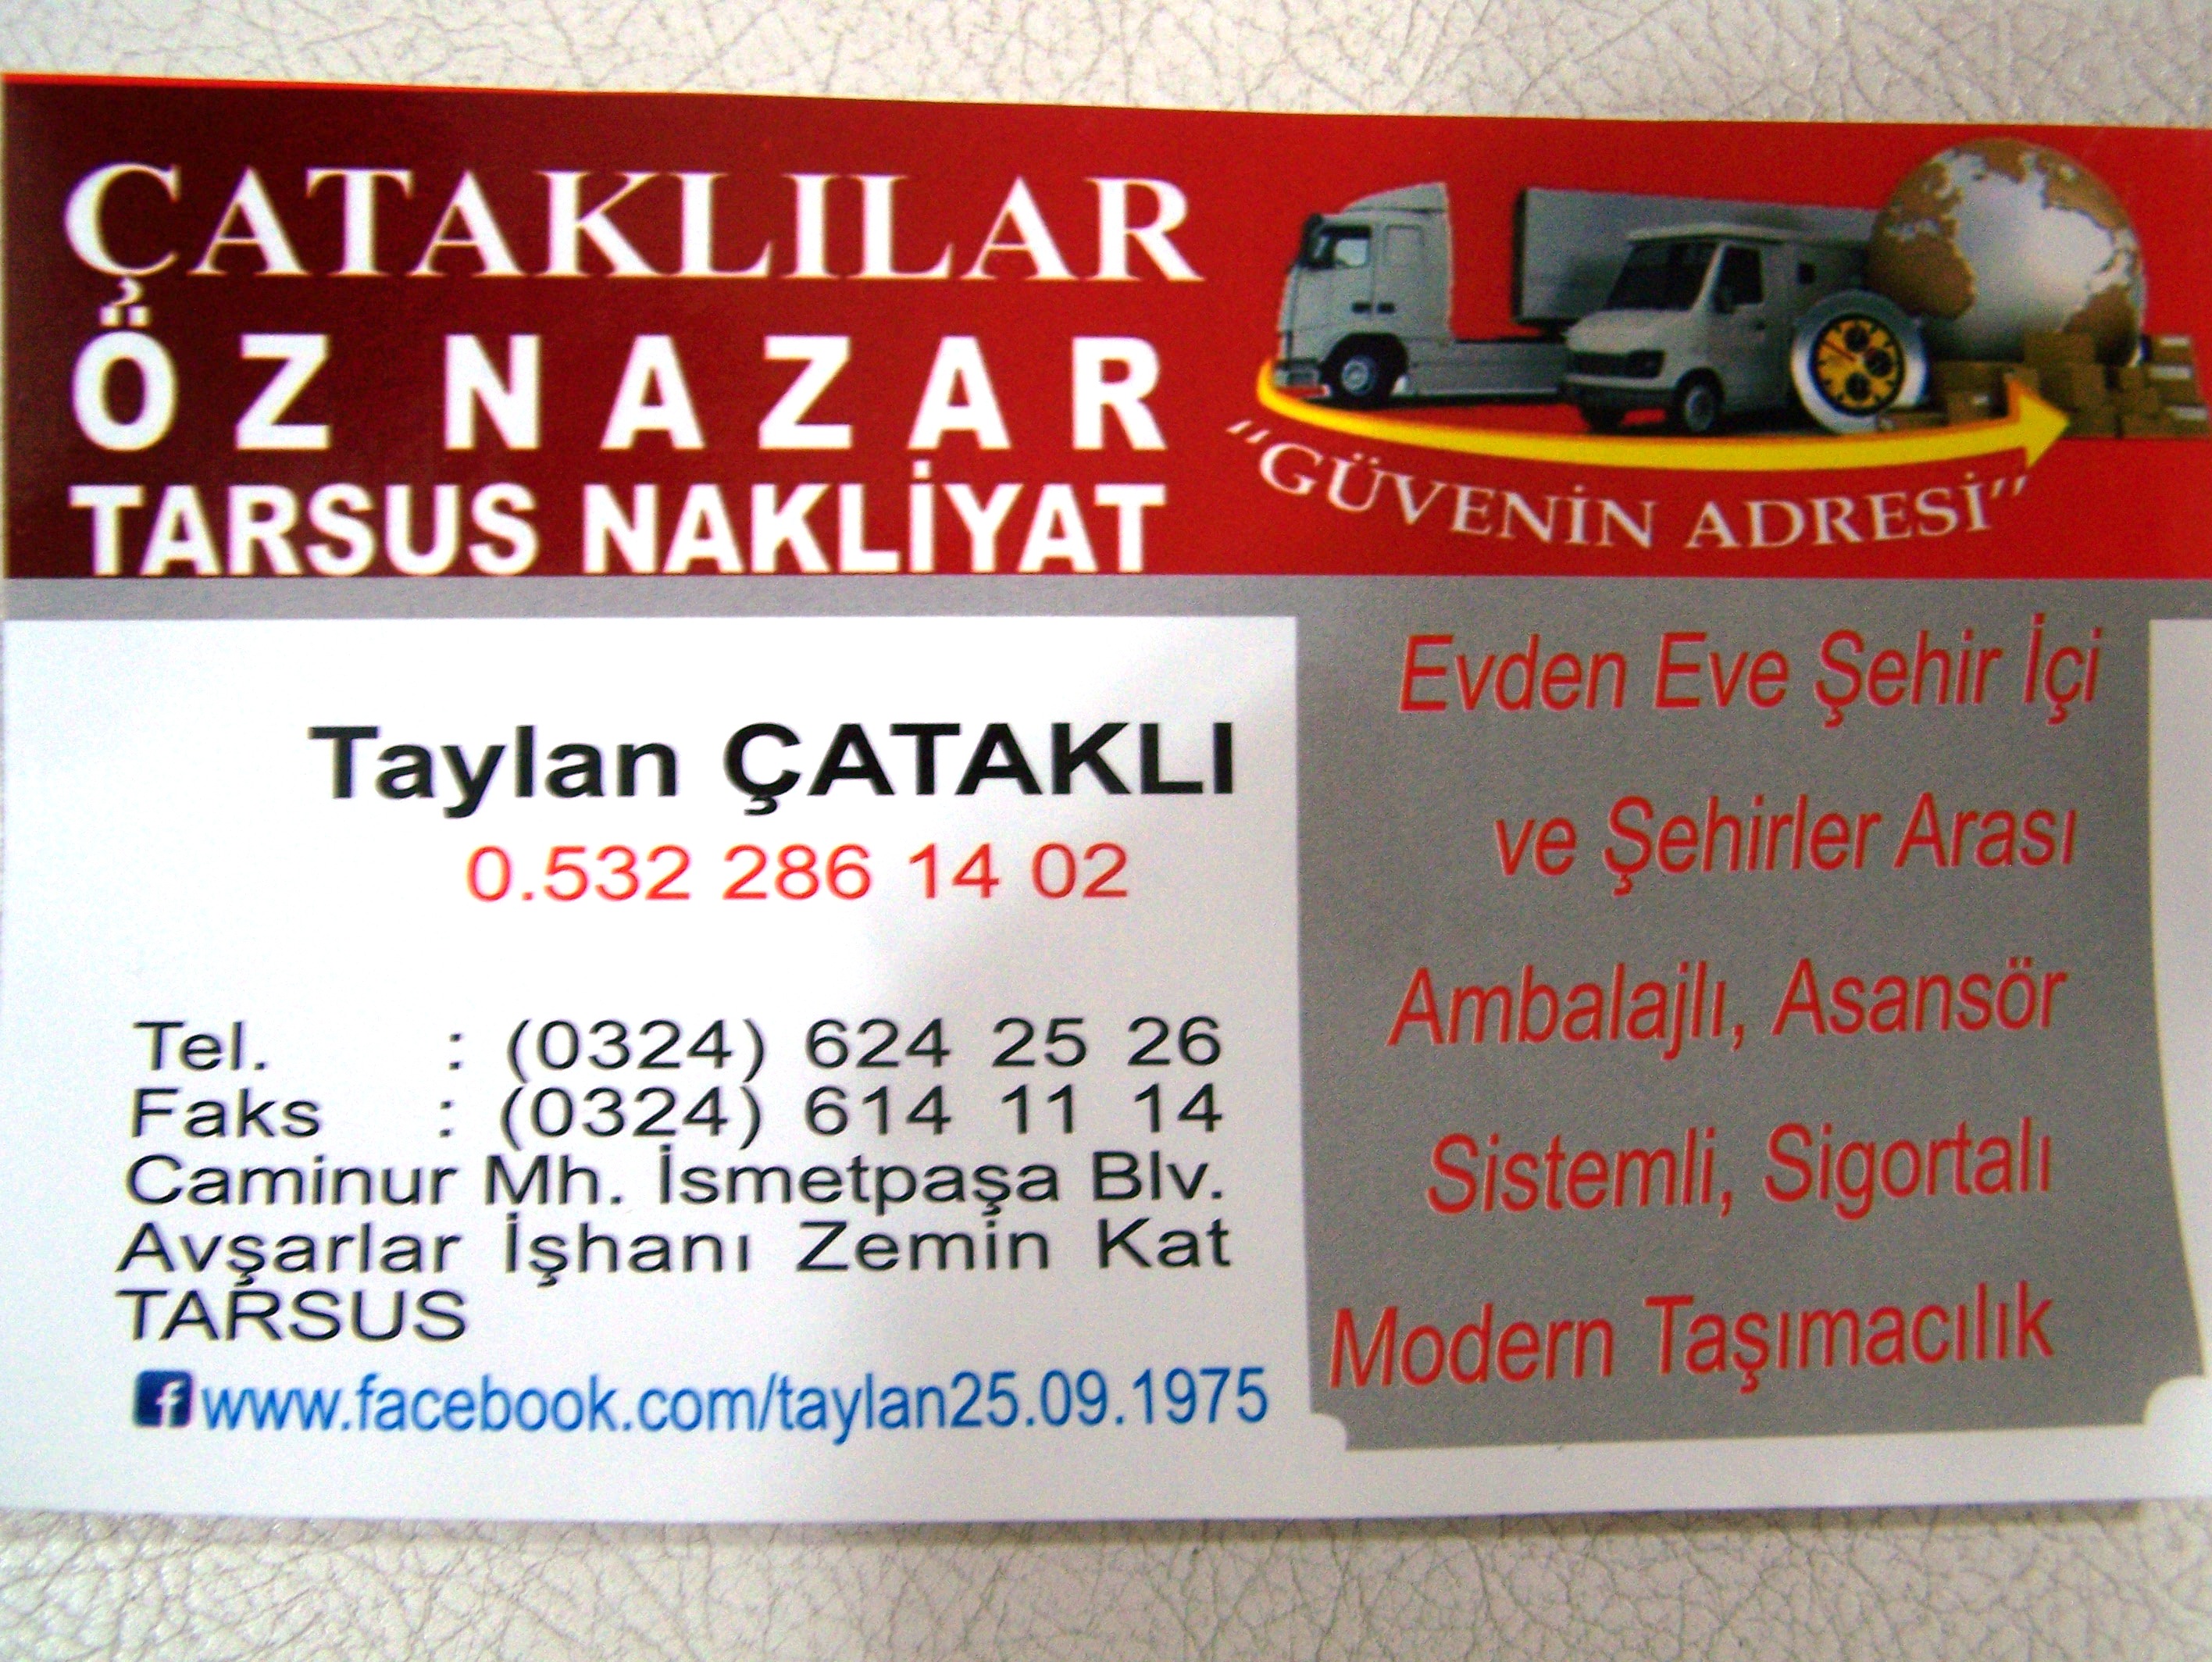 ÇATAKLILAR
ÖZ NAZAR
TARSUS NAKLİYAT
"GÜVENİN ADRESİ"
Taylan ÇATAKLI
0.532 286 14 02
Tel. : (0324) 624 25 26
Faks : (0324) 614 11 14
Caminur Mh. İsmetpaşa Blv.
Avşarlar İşhanı Zemin Kat
TARSUS
f www.facebook.com/taylan25.09.1975
Evden Eve Şehir İçi
ve Şehirler Arası
Ambalajlı, Asansör
Sistemli, Sigortalı
Modern Taşımacılık